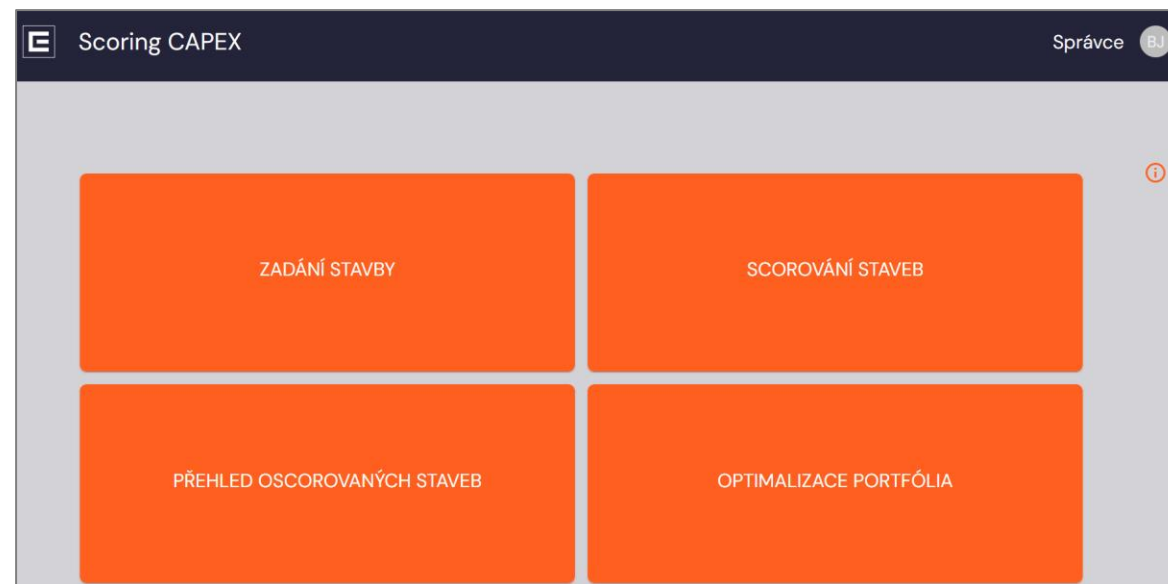 E Scoring CAPEX Správce BJ
ZADÁNÍ STAVBY
SCOROVÁNÍ STAVEB
PŘEHLED OSCOROVANÝCH STAVEB
OPTIMALIZACE PORTFÓLIA